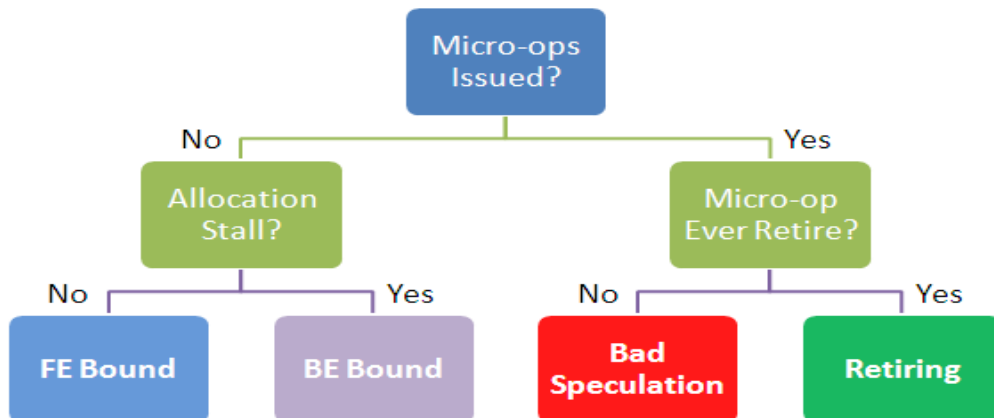 Micro-ops
Issued?
No
Yes
Allocation
Stall?
Micro-op
Ever Retire?
No
Yes
No
Yes
FE Bound
BE Bound
Bad
Speculation
Retiring